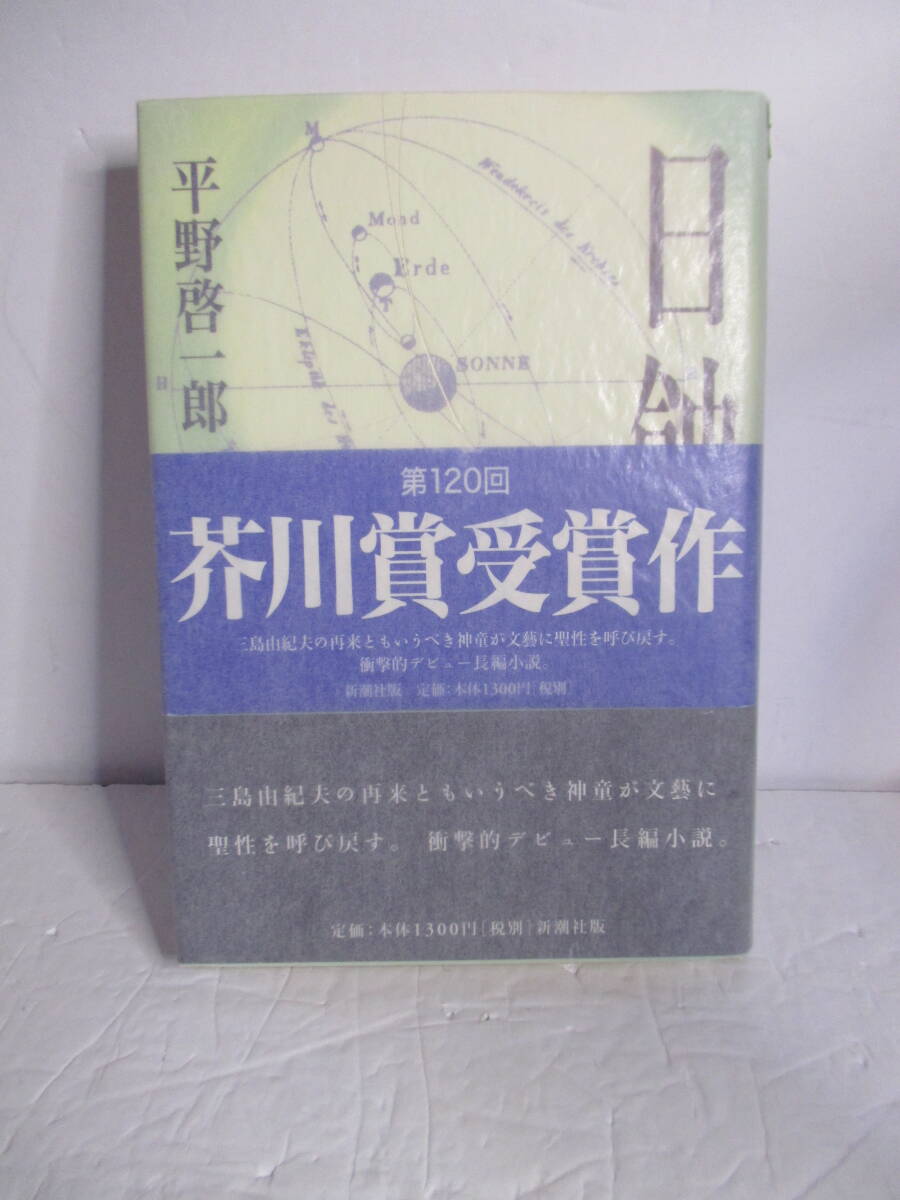 日蝕
平野啓一郎
M
Mond
Erde
T
SONNE
H
Wendekreis des Krebses
第120回
芥川賞受賞作
三島由紀夫の再来ともいうべき神童が文藝に聖性を呼び戻す。
衝撃的デビュー長編小説。
新潮社版 定価:本体1300円[税別]
三島由紀夫の再来ともいうべき神童が文藝に
聖性を呼び戻す。 衝撃的デビュー長編小説。
定価:本体1300円[税別]新潮社版